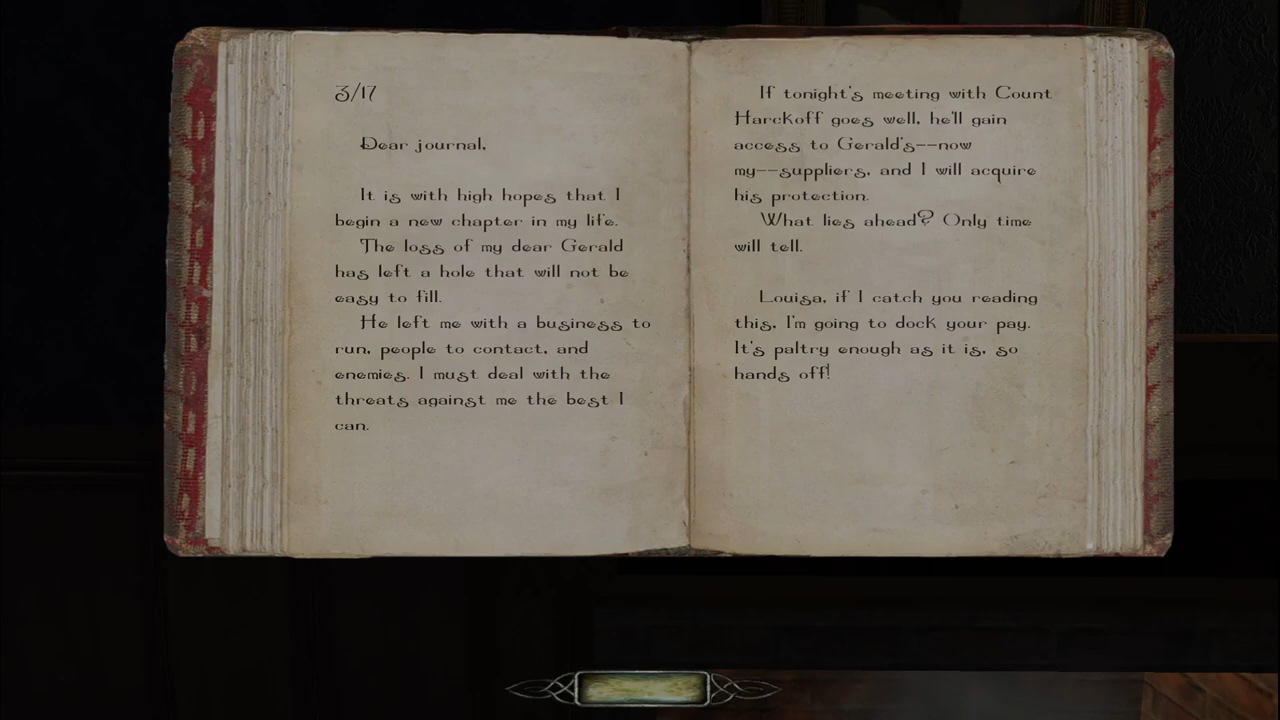 3/17
Dear journal,
It is with high hopes that I
begin a new chapter in my life.
The loss of my dear Gerald
has left a hole that will not be
easy to fill.
He left me with a business to
run, people to contact, and
enemies. I must deal with the
threats against me the best I
can.
If tonight's meeting with Count
Harckoff goes well, he'll gain
access to Gerald's--now
my--suppliers, and I will acquire
his protection.
What lies ahead? Only time
will tell.
Louisa, if I catch you reading
this, I'm going to dock your pay.
It's paltry enough as it is, so
hands off!